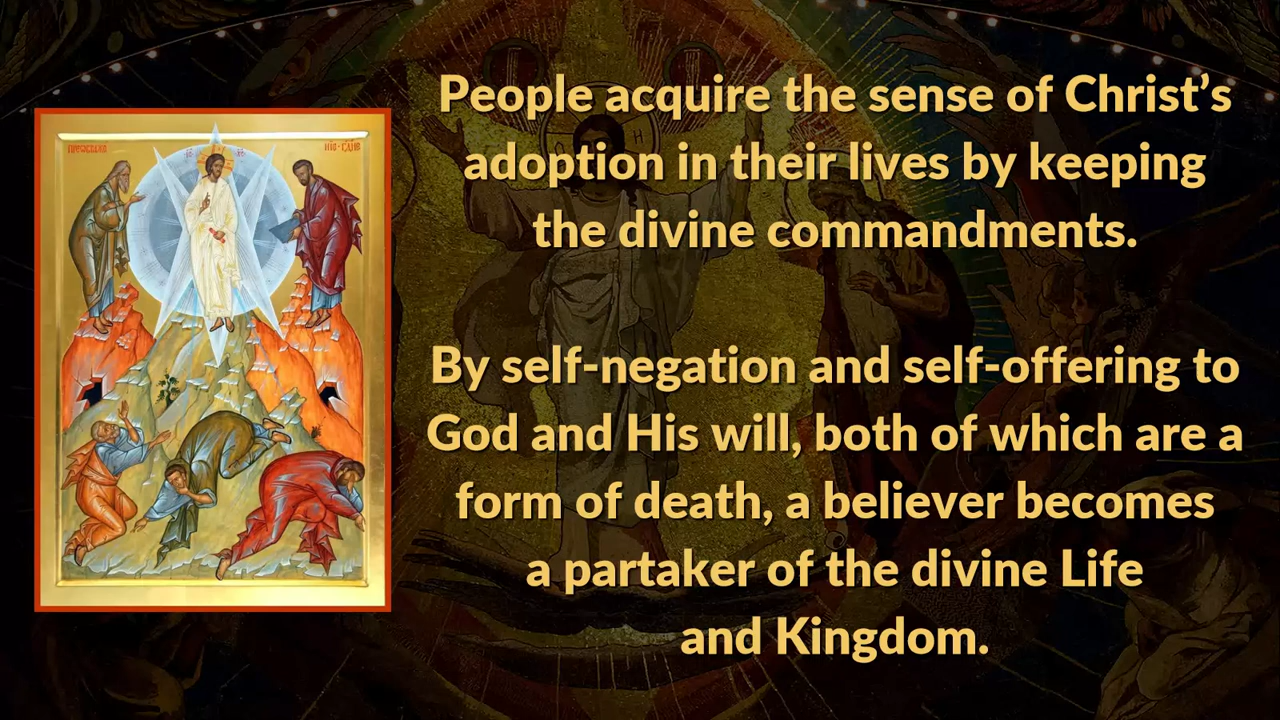 People acquire the sense of Christ’s
adoption in their lives by keeping
the divine commandments.
By self-negation and self-offering to
God and His will, both of which are a
form of death, a believer becomes
a partaker of the divine Life
and Kingdom.